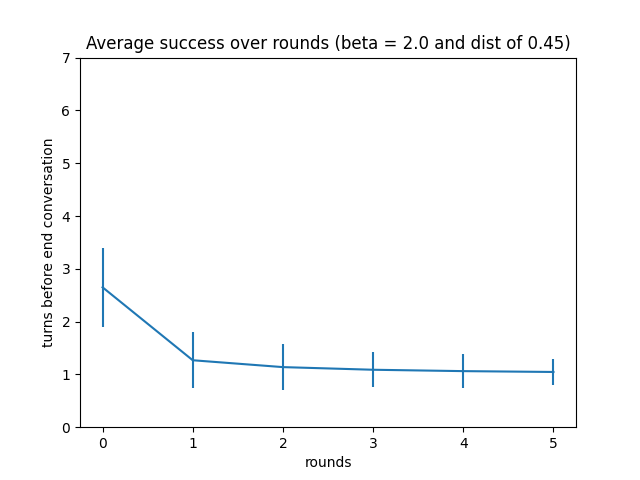 Average success over rounds (beta = 2.0 and dist of 0.45)
7
6
5
4
3
2
1
0
turns before end conversation
0 1 2 3 4 5
rounds